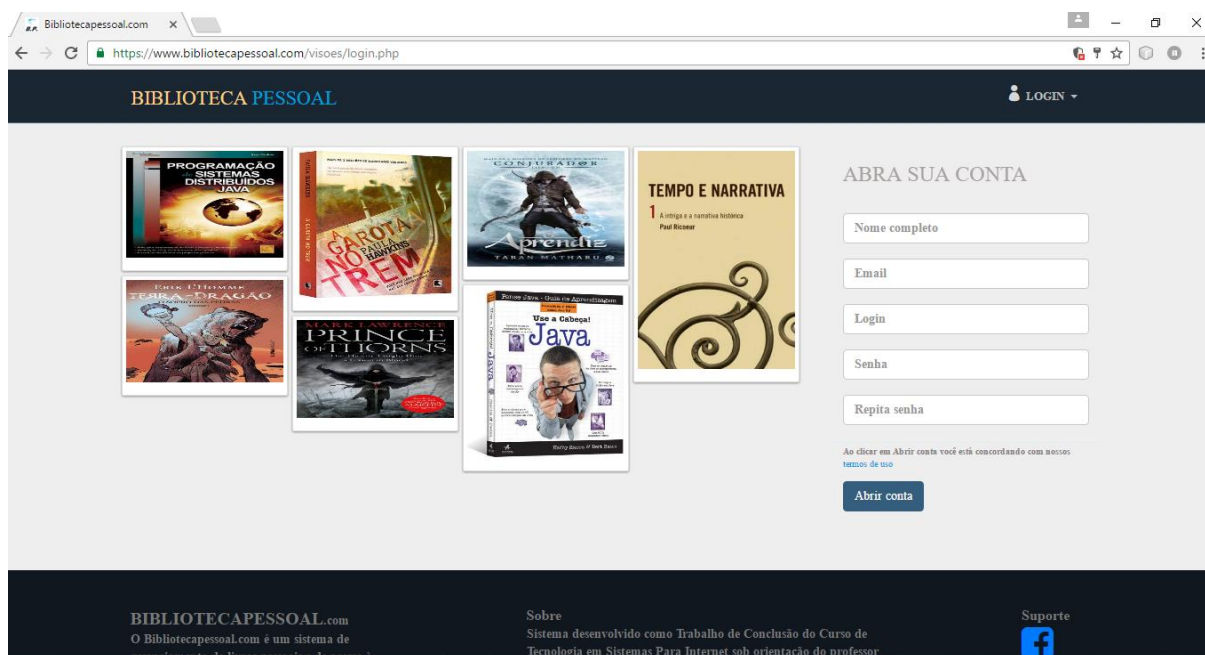 Bibliotecapessoal.com
https://www.bibliotecapessoal.com/visoes/login.php
BIBLIOTECA PESSOAL
LOGIN
PROGRAMAÇÃO
de SISTEMAS
DISTRIBUÍDOS
JAVA
A
GAROTA
NO
TREM
PAULA
HAWKINS
CONJURADOR
O
Aprendiz
TARAN MATHARU
TEMPO E NARRATIVA
1 A intriga e a narrativa histórica
Paul Ricoeur
ERIK L'HOMME
TERRA-DRAGÃO
MARK LAWRENCE
PRINCE
OF THORNS
Use a Cabeça!
Java
JAVA
ABRA SUA CONTA
Nome completo
Email
Login
Senha
Repita senha
Ao clicar em Abrir conta você está concordando com nossos
termos de uso
Abrir conta
BIBLIOTECAPESSOAL.com
O Bibliotecapessoal.com é um sistema de
Sobre
Sistema desenvolvido como Trabalho de Conclusão do Curso de
Tecnologia em Sistemas Para Internet sob orientação do professor
Suporte